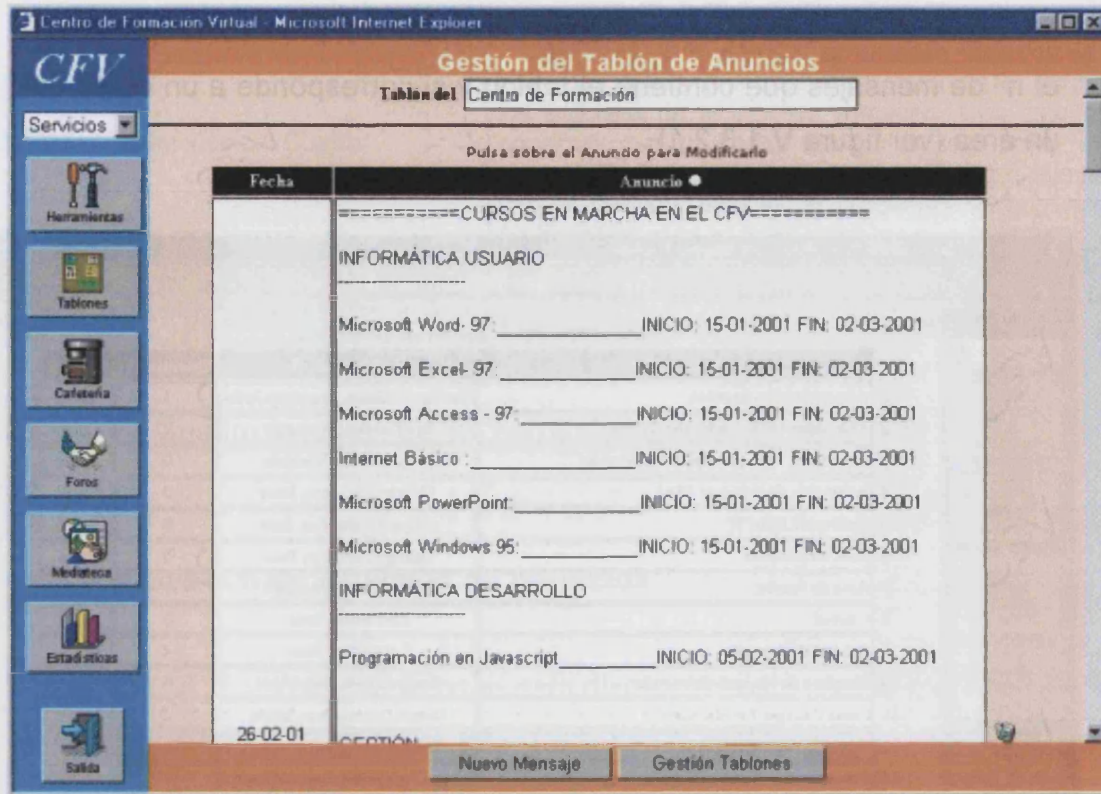 Centro de Formación Virtual - Microsoft Internet Explorer
CFV
Gestión del Tablón de Anuncios
Tablón del Centro de Formación
Servicios
Pulsa sobre el Anuncio para Modificarlo
Fecha Anuncio
===========CURSOS EN MARCHA EN EL CFV===========
INFORMÁTICA USUARIO
--------------------
Microsoft Word- 97:______________INICIO: 15-01-2001 FIN: 02-03-2001
Microsoft Excel- 97:_____________INICIO: 15-01-2001 FIN: 02-03-2001
Microsoft Access - 97:___________INICIO: 15-01-2001 FIN: 02-03-2001
Internet Básico :________________INICIO: 15-01-2001 FIN: 02-03-2001
Microsoft PowerPoint:____________INICIO: 15-01-2001 FIN: 02-03-2001
Microsoft Windows 95:____________INICIO: 15-01-2001 FIN: 02-03-2001
INFORMÁTICA DESARROLLO
--------------------
Programación en Javascript__________INICIO: 05-02-2001 FIN: 02-03-2001
26-02-01 GESTIÓN
Herramientas
Tablones
Cafetería
Foros
Mediateca
Estadísticas
Salida
Nuevo Mensaje Gestión Tablones